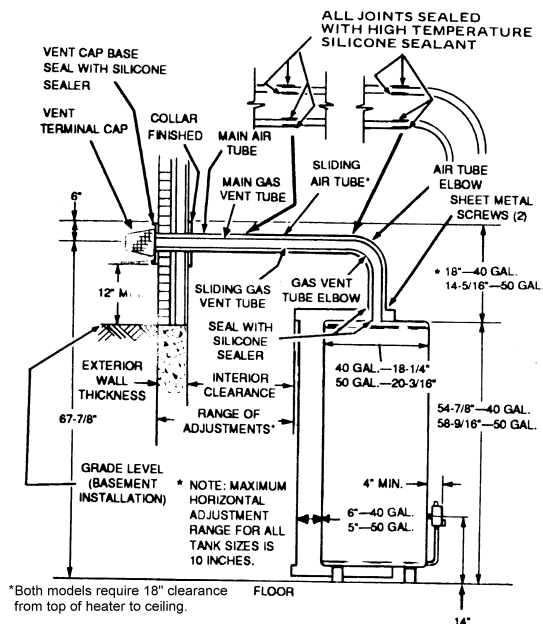 ALL JOINTS SEALED
WITH HIGH TEMPERATURE
SILICONE SEALANT
VENT CAP BASE
SEAL WITH SILICONE
SEALER
VENT
TERMINAL CAP
COLLAR
FINISHED
MAIN AIR
TUBE
MAIN GAS
VENT TUBE
SLIDING
AIR TUBE*
AIR TUBE
ELBOW
SHEET METAL
SCREWS (2)
6"
12"
SLIDING GAS
VENT TUBE
GAS VENT
TUBE ELBOW
* 18"—40 GAL.
14-5/16"—50 GAL.
SEAL WITH
SILICONE
SEALER
EXTERIOR
WALL
THICKNESS
INTERIOR
CLEARANCE
RANGE OF
ADJUSTMENTS*
40 GAL.—18-1/4"
50 GAL.—20-3/16"
67-7/8"
54-7/8"—40 GAL.
58-9/16"—50 GAL.
GRADE LEVEL
(BASEMENT
INSTALLATION)
* NOTE: MAXIMUM
HORIZONTAL
ADJUSTMENT
RANGE FOR ALL
TANK SIZES IS
10 INCHES.
4" MIN.
6"—40 GAL.
5"—50 GAL.
*Both models require 18" clearance
from top of heater to ceiling.
FLOOR
14"